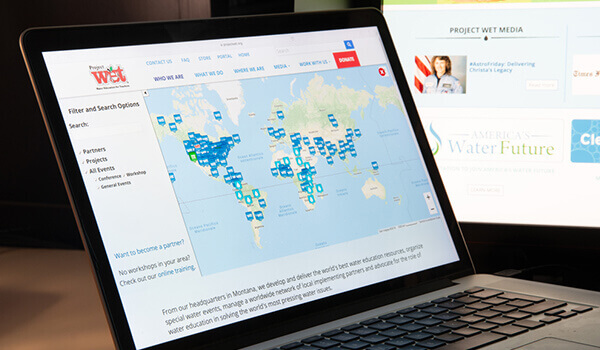 Project
WET
Water Education for Teachers
CONTACT US FAQ STORE PORTAL HOME
WHO WE ARE WHAT WE DO WHERE WE ARE MEDIA WORK WITH US DONATE
Filter and Search Options
Search:
Partners
Projects
All Events
Conference Workshop
General Events
Want to become a partner?
No workshops in your area?
Check out our online training.
From our headquarters in Montana, we develop and deliver the world's best water education resources, organize
special water events, manage a worldwide network of local implementing partners and advocate for the role of
water education in solving the world's most pressing water issues.
PROJECT WET MEDIA
#AstroFriday: Delivering
Christa's Legacy
AMERICA'S
Water Future
Cle